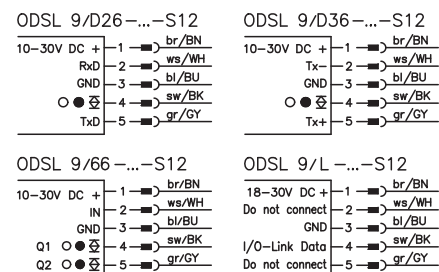 ODSL 9/D26-...-S12
10-30V DC + 1 br/BN
RxD 2 ws/WH
GND 3 bl/BU
4 sw/BK
TxD 5 gr/GY
ODSL 9/D36-...-S12
10-30V DC + 1 br/BN
Tx- 2 ws/WH
GND 3 bl/BU
4 sw/BK
Tx+ 5 gr/GY
ODSL 9/66-...-S12
10-30V DC + 1 br/BN
IN 2 ws/WH
GND 3 bl/BU
Q1 4 sw/BK
Q2 5 gr/GY
ODSL 9/L -...-S12
18-30V DC + 1 br/BN
Do not connect 2 ws/WH
GND 3 bl/BU
I/O-Link Data 4 sw/BK
Do not connect 5 gr/GY